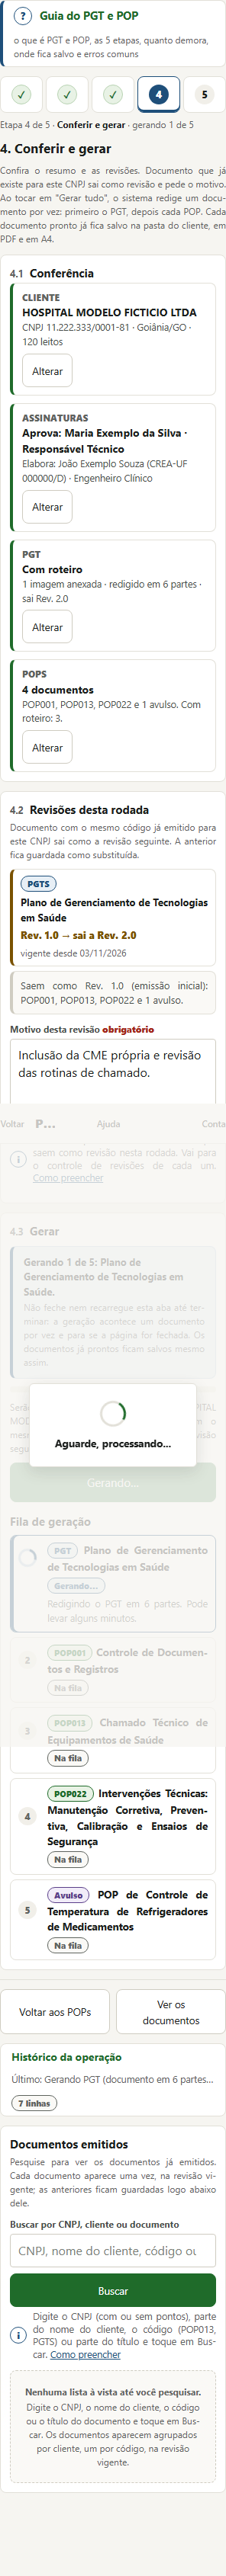 ? Guia do PGT e POP
o que é PGT e POP, as 5 etapas, quanto demora,
onde fica salvo e erros comuns
✓ ✓ ✓ 4 5
Etapa 4 de 5 · Conferir e gerar · gerando 1 de 5
4. Conferir e gerar
Confira o resumo e as revisões. Documento que já
existe para este CNPJ sai como revisão e pede o motivo.
Ao tocar em "Gerar tudo", o sistema redige um docu-
mento por vez: primeiro o PGT, depois cada POP. Cada
documento pronto já fica salvo na pasta do cliente, em
PDF e em A4.
4.1 Conferência
CLIENTE
HOSPITAL MODELO FICTICIO LTDA
CNPJ 11.222.333/0001-81 · Goiânia/GO ·
120 leitos
Alterar
ASSINATURAS
Aprova: Maria Exemplo da Silva ·
Responsável Técnico
Elabora: João Exemplo Souza (CREA-UF
000000/D) · Engenheiro Clínico
Alterar
PGT
Com roteiro
1 imagem anexada · redigido em 6 partes ·
sai Rev. 2.0
Alterar
POPS
4 documentos
POP001, POP013, POP022 e 1 avulso. Com
roteiro: 3.
Alterar
4.2 Revisões desta rodada
Documento com o mesmo código já emitido para
este CNPJ sai como a revisão seguinte. A anterior
fica guardada como substituída.
PGTS
Plano de Gerenciamento de Tecnologias
em Saúde
Rev. 1.0 → sai a Rev. 2.0
vigente desde 03/11/2026
Saem como Rev. 1.0 (emissão inicial):
POP001, POP013, POP022 e 1 avulso.
Motivo desta revisão obrigatório
Inclusão da CME própria e revisão
das rotinas de chamado.
Voltar P... Ajuda Conta
saem como revisão nesta rodada. Vai para
o controle de revisões de cada um.
Como preencher
4.3 Gerar
Gerando 1 de 5: Plano de
Gerenciamento de Tecnologias em
Saúde.
Não feche nem recarregue esta aba até ter-
minar: a geração acontece um documento
por vez e para se a página for fechada. Os
documentos já prontos ficam salvos mesmo
assim.
Aguarde, processando...
Gerando...
Fila de geração
PGT Plano de Gerenciamento
de Tecnologias em Saúde
Gerando...
Redigindo o PGT em 6 partes. Pode
levar alguns minutos.
2 POP001 Controle de Documen-
tos e Registros
Na fila
3 POP013 Chamado Técnico de
Equipamentos de Saúde
Na fila
4 POP022 Intervenções Técnicas:
Manutenção Corretiva, Preven-
tiva, Calibração e Ensaios de
Segurança
Na fila
5 Avulso POP de Controle de
Temperatura de Refrigeradores
de Medicamentos
Na fila
Voltar aos POPs
Ver os
documentos
Histórico da operação
Último: Gerando PGT (documento em 6 partes...
7 linhas
Documentos emitidos
Pesquise para ver os documentos já emitidos.
Cada documento aparece uma vez, na revisão vi-
gente; as anteriores ficam guardadas logo abaixo
dele.
Buscar por CNPJ, cliente ou documento
CNPJ, nome do cliente, código ou
Buscar
Digite o CNPJ (com ou sem pontos), parte
do nome do cliente, o código (POP013,
PGTS) ou parte do título e toque em Bus-
car. Como preencher
Nenhuma lista à vista até você pesquisar.
Digite o CNPJ, o nome do cliente, o código
ou o título do documento e toque em Bus-
car. Os documentos aparecem agrupados
por cliente, um por código, na revisão
vigente.